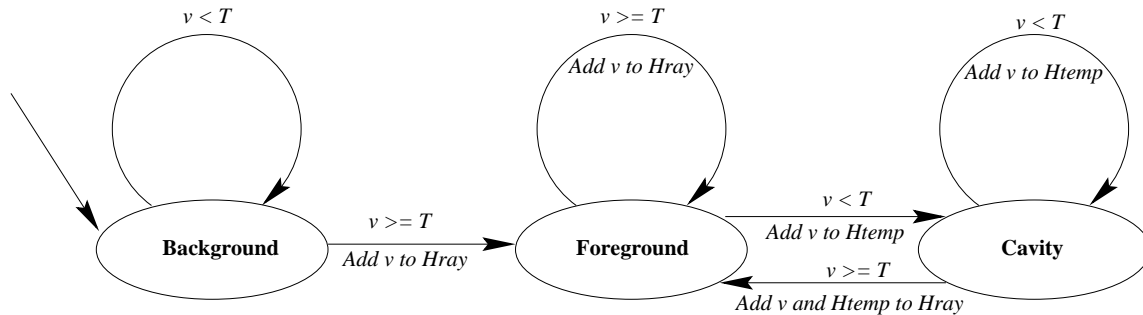 v < T
v >= T
Add v to Hray
v < T
Add v to Htemp
Background
v >= T
Add v to Hray
Foreground
v < T
Add v to Htemp
v >= T
Add v and Htemp to Hray
Cavity